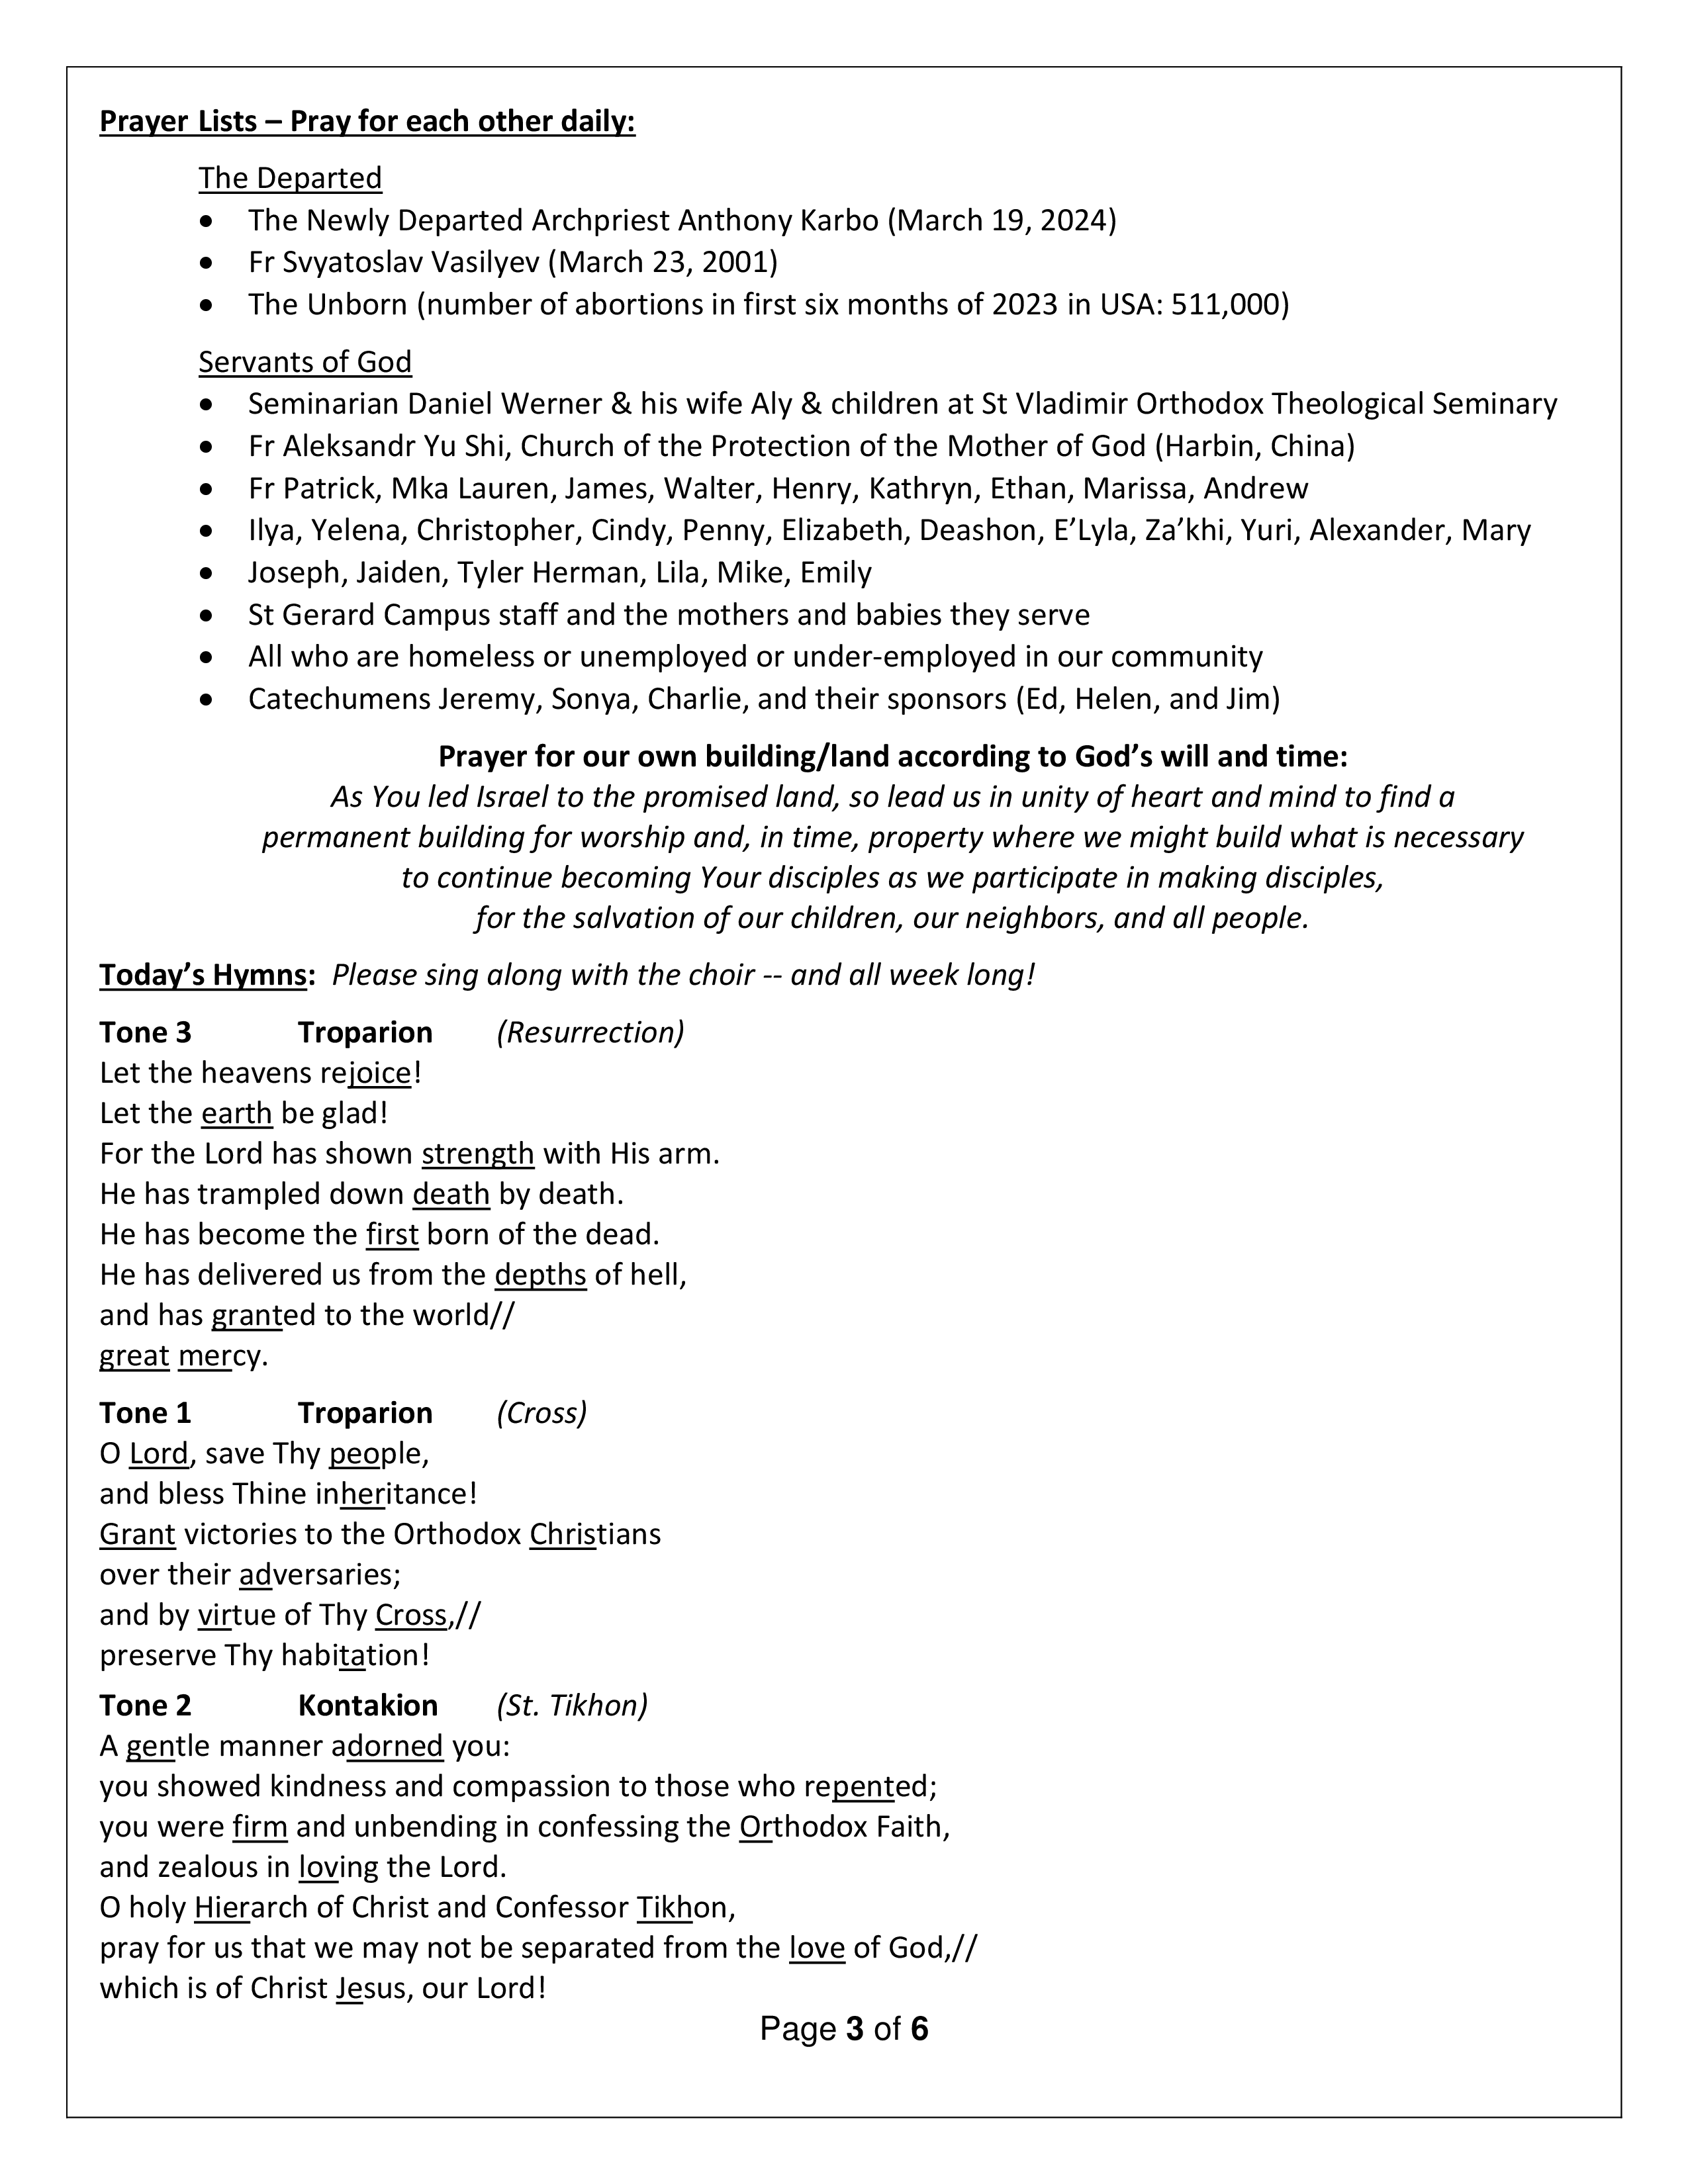 Prayer Lists – Pray for each other daily:
The Departed
• The Newly Departed Archpriest Anthony Karbo (March 19, 2024)
• Fr Svyatoslav Vasilyev (March 23, 2001)
• The Unborn (number of abortions in first six months of 2023 in USA: 511,000)
Servants of God
• Seminarian Daniel Werner & his wife Aly & children at St Vladimir Orthodox Theological Seminary
• Fr Aleksandr Yu Shi, Church of the Protection of the Mother of God (Harbin, China)
• Fr Patrick, Mka Lauren, James, Walter, Henry, Kathryn, Ethan, Marissa, Andrew
• Ilya, Yelena, Christopher, Cindy, Penny, Elizabeth, Deashon, E’Lyla, Za’khi, Yuri, Alexander, Mary
• Joseph, Jaiden, Tyler Herman, Lila, Mike, Emily
• St Gerard Campus staff and the mothers and babies they serve
• All who are homeless or unemployed or under-employed in our community
• Catechumens Jeremy, Sonya, Charlie, and their sponsors (Ed, Helen, and Jim)
Prayer for our own building/land according to God’s will and time:
As You led Israel to the promised land, so lead us in unity of heart and mind to find a
permanent building for worship and, in time, property where we might build what is necessary
to continue becoming Your disciples as we participate in making disciples,
for the salvation of our children, our neighbors, and all people.
Today’s Hymns: Please sing along with the choir -- and all week long!
Tone 3 Troparion (Resurrection)
Let the heavens rejoice!
Let the earth be glad!
For the Lord has shown strength with His arm.
He has trampled down death by death.
He has become the first born of the dead.
He has delivered us from the depths of hell,
and has granted to the world//
great mercy.
Tone 1 Troparion (Cross)
O Lord, save Thy people,
and bless Thine inheritance!
Grant victories to the Orthodox Christians
over their adversaries;
and by virtue of Thy Cross,//
preserve Thy habitation!
Tone 2 Kontakion (St. Tikhon)
A gentle manner adorned you:
you showed kindness and compassion to those who repented;
you were firm and unbending in confessing the Orthodox Faith,
and zealous in loving the Lord.
O holy Hierarch of Christ and Confessor Tikhon,
pray for us that we may not be separated from the love of God,//
which is of Christ Jesus, our Lord!
Page 3 of 6